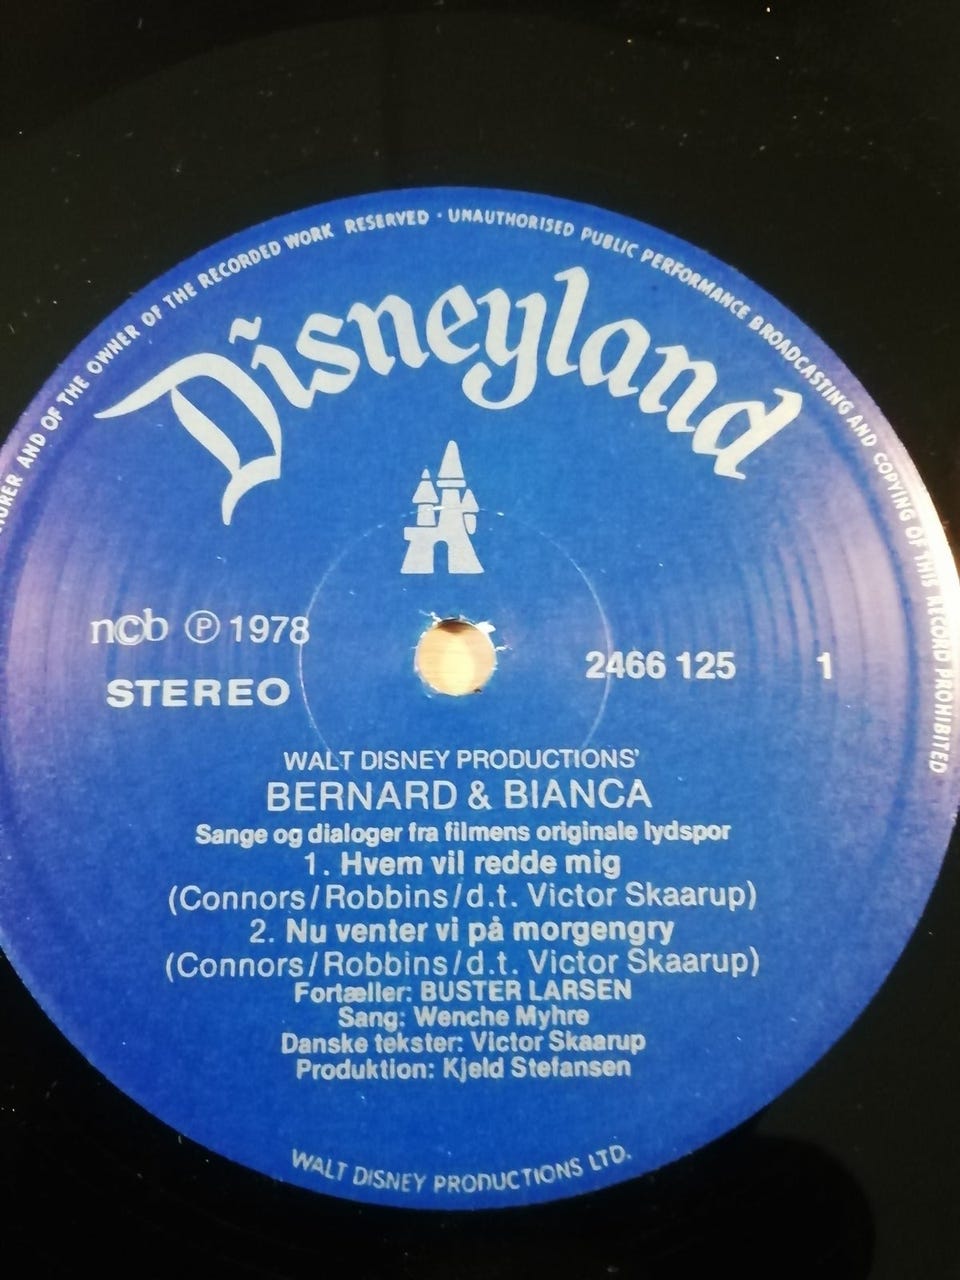 AND OF THE OWNER OF THE RECORDED WORK RESERVED · UNAUTHORISED PUBLIC PERFORMANCE BROADCASTING AND COPYING OF THIS RECORD PROHIBITED
Disneyland
ncb ℗ 1978
STEREO
2466 125 1
WALT DISNEY PRODUCTIONS'
BERNARD & BIANCA
Sange og dialoger fra filmens originale lydspor
1. Hvem vil redde mig
(Connors/Robbins/d.t. Victor Skaarup)
2. Nu venter vi på morgengry
(Connors/Robbins/d.t. Victor Skaarup)
Fortæller: BUSTER LARSEN
Sang: Wenche Myhre
Danske tekster: Victor Skaarup
Produktion: Kjeld Stefansen
WALT DISNEY PRODUCTIONS LTD.